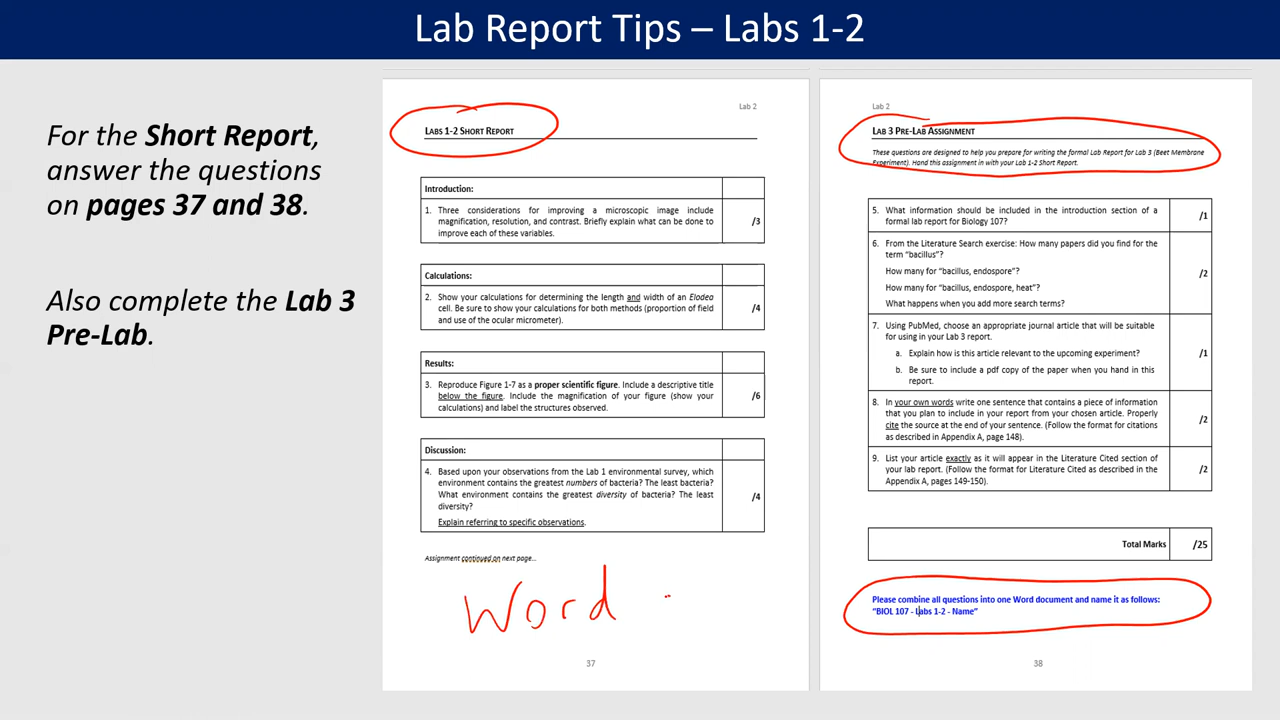 Lab Report Tips – Labs 1-2
For the Short Report,
answer the questions
on pages 37 and 38.
Also complete the Lab 3
Pre-Lab.
Lab 2
LABS 1-2 SHORT REPORT
Introduction:
1. Three considerations for improving a microscopic image include
magnification, resolution, and contrast. Briefly explain what can be done to
improve each of these variables.
/3
Calculations:
2. Show your calculations for determining the length and width of an Elodea
cell. Be sure to show your calculations for both methods (proportion of field
and use of the ocular micrometer).
/4
Results:
3. Reproduce Figure 1-7 as a proper scientific figure. Include a descriptive title
below the figure. Include the magnification of your figure (show your
calculations) and label the structures observed.
/6
Discussion:
4. Based upon your observations from the Lab 1 environmental survey, which
environment contains the greatest numbers of bacteria? The least bacteria?
What environment contains the greatest diversity of bacteria? The least
diversity?
Explain referring to specific observations.
/4
Assignment continued on next page...
Word
37
Lab 2
LAB 3 PRE-LAB ASSIGNMENT
These questions are designed to help you prepare for writing the formal Lab Report for Lab 3 (Beet Membrane
Experiment). Hand this assignment in with your Lab 1-2 Short Report.
5. What information should be included in the introduction section of a
formal lab report for Biology 107?
/1
6. From the Literature Search exercise: How many papers did you find for the
term “bacillus”?
How many for “bacillus, endospore”?
How many for “bacillus, endospore, heat”?
What happens when you add more search terms?
/2
7. Using PubMed, choose an appropriate journal article that will be suitable
for using in your Lab 3 report.
a. Explain how is this article relevant to the upcoming experiment?
b. Be sure to include a pdf copy of the paper when you hand in this
report.
/1
8. In your own words write one sentence that contains a piece of information
that you plan to include in your report from your chosen article. Properly
cite the source at the end of your sentence. (Follow the format for citations
as described in Appendix A, page 148).
/2
9. List your article exactly as it will appear in the Literature Cited section of
your lab report. (Follow the format for Literature Cited as described in the
Appendix A, pages 149-150).
/2
Total Marks /25
Please combine all questions into one Word document and name it as follows:
“BIOL 107 - Labs 1-2 - Name”
38